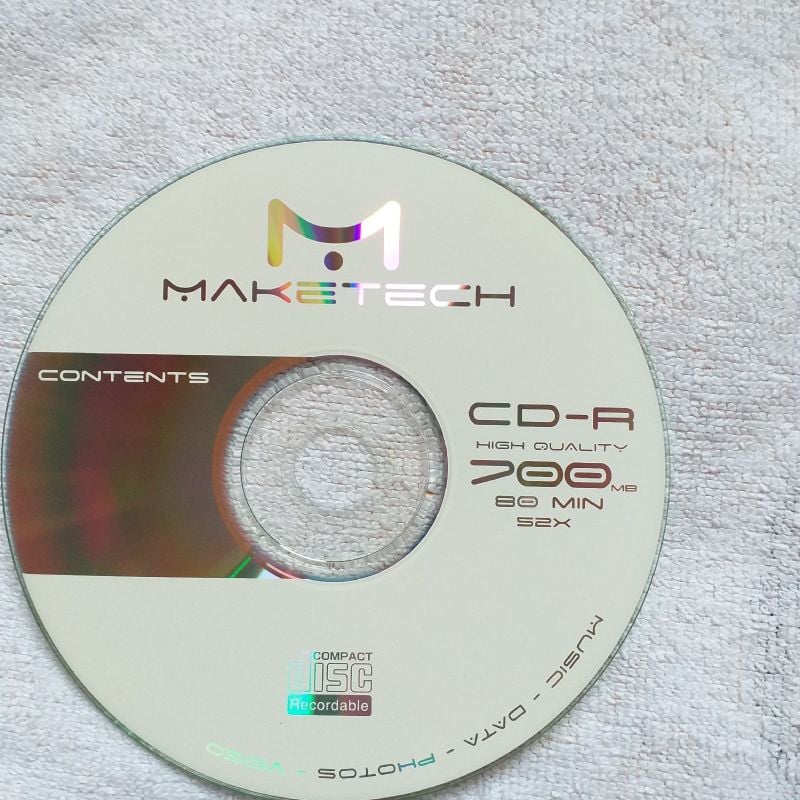 MAKETECH
CONTENTS
CD-R
HIGH QUALITY
700MB
80 MIN
52X
COMPACT
disc
Recordable
MUSIC - DATA - PHOTOS - VIDEO